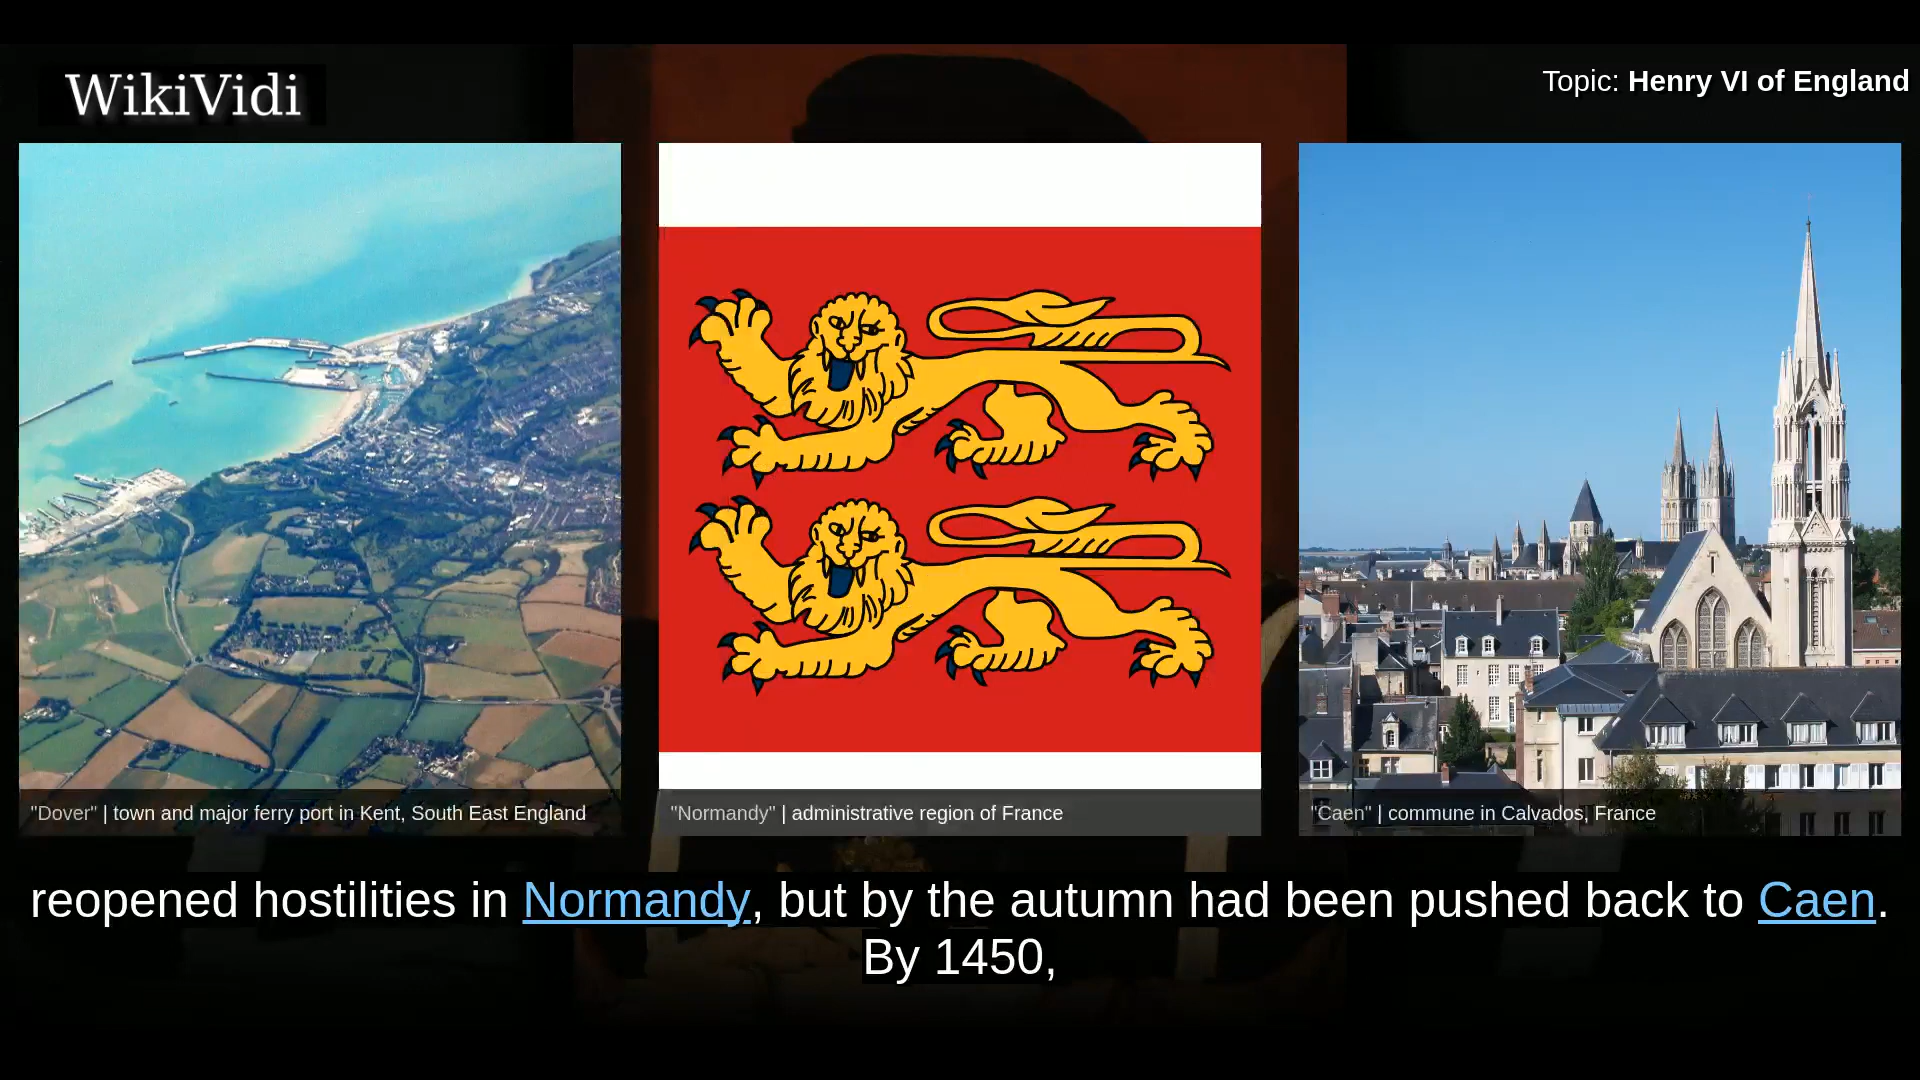 WikiVidi
Topic: Henry VI of England
"Dover" | town and major ferry port in Kent, South East England
"Normandy" | administrative region of France
"Caen" | commune in Calvados, France
reopened hostilities in Normandy, but by the autumn had been pushed back to Caen.
By 1450,